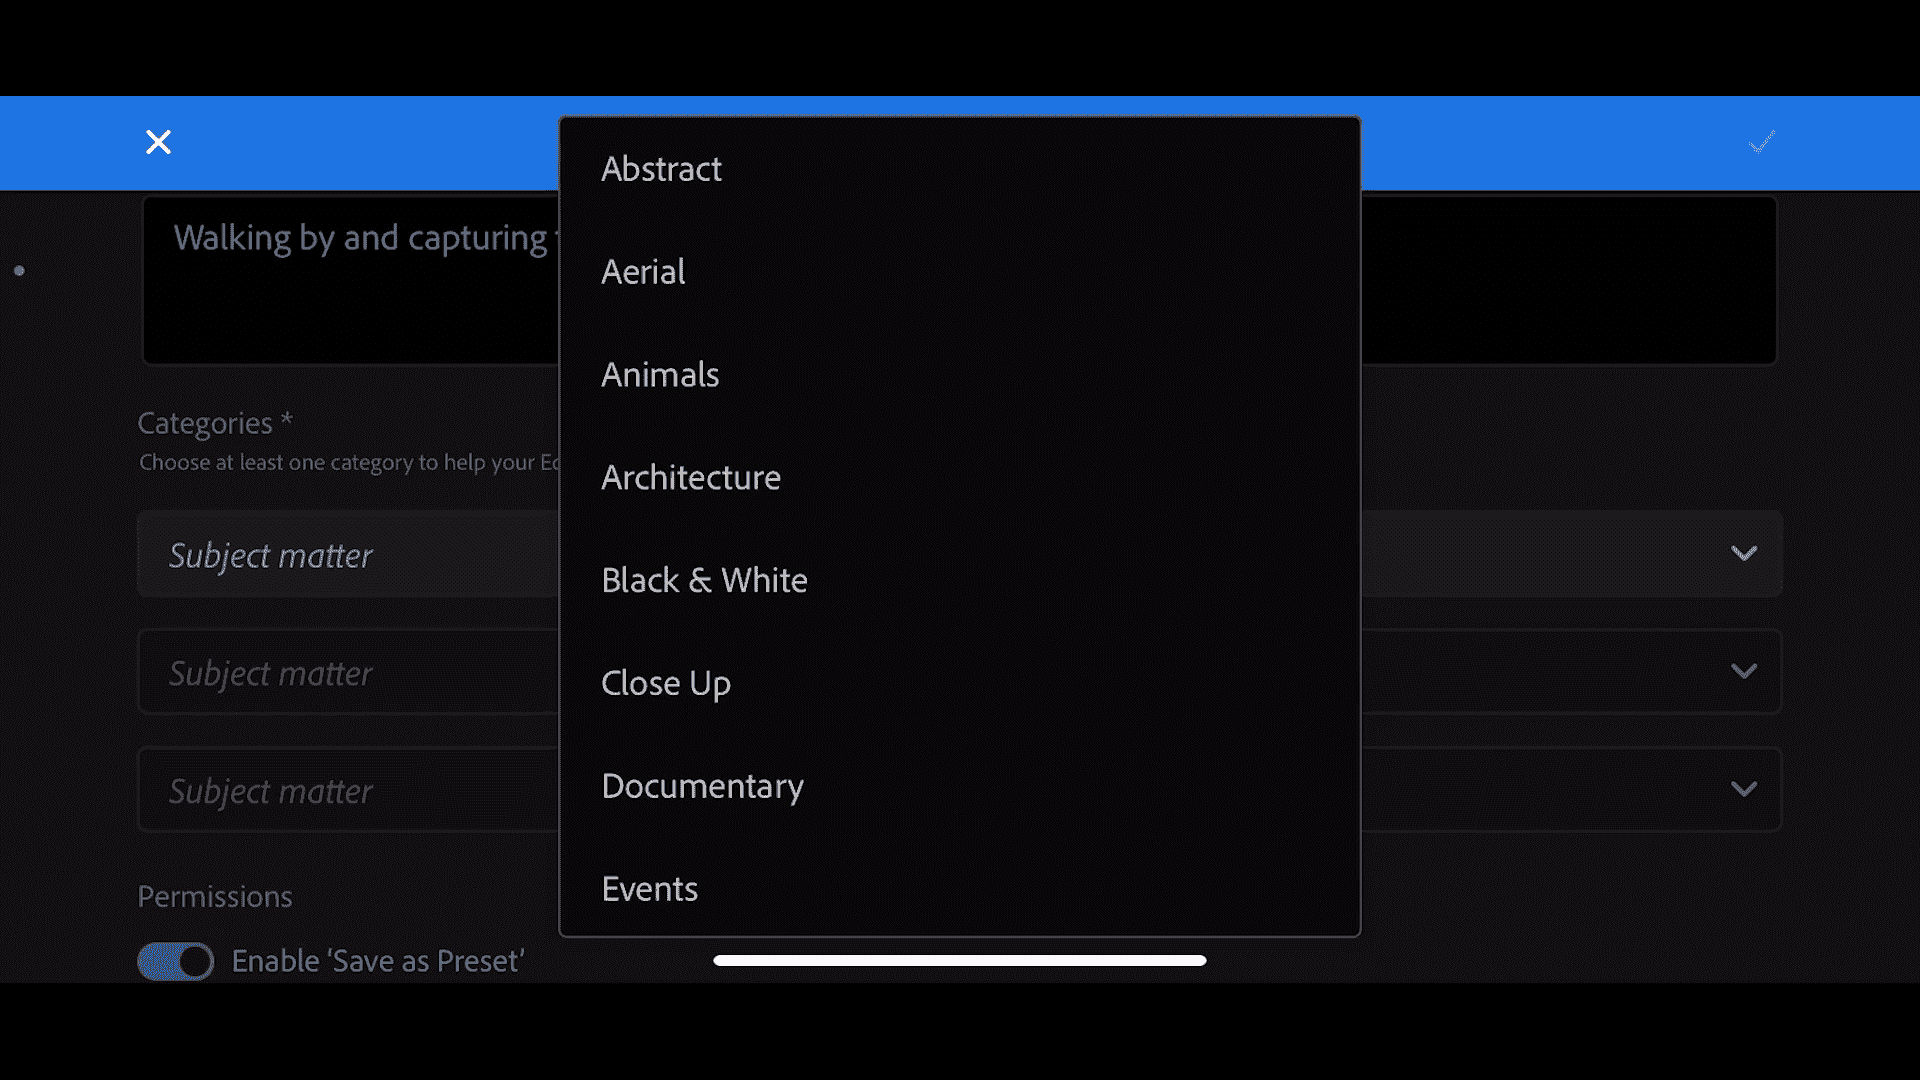 Abstract
Walking by and capturing
Aerial
Animals
Categories *
Choose at least one category to help your
Architecture
Subject matter
Black & White
Subject matter
Close Up
Subject matter
Documentary
Permissions
Events
Enable ‘Save as Preset’